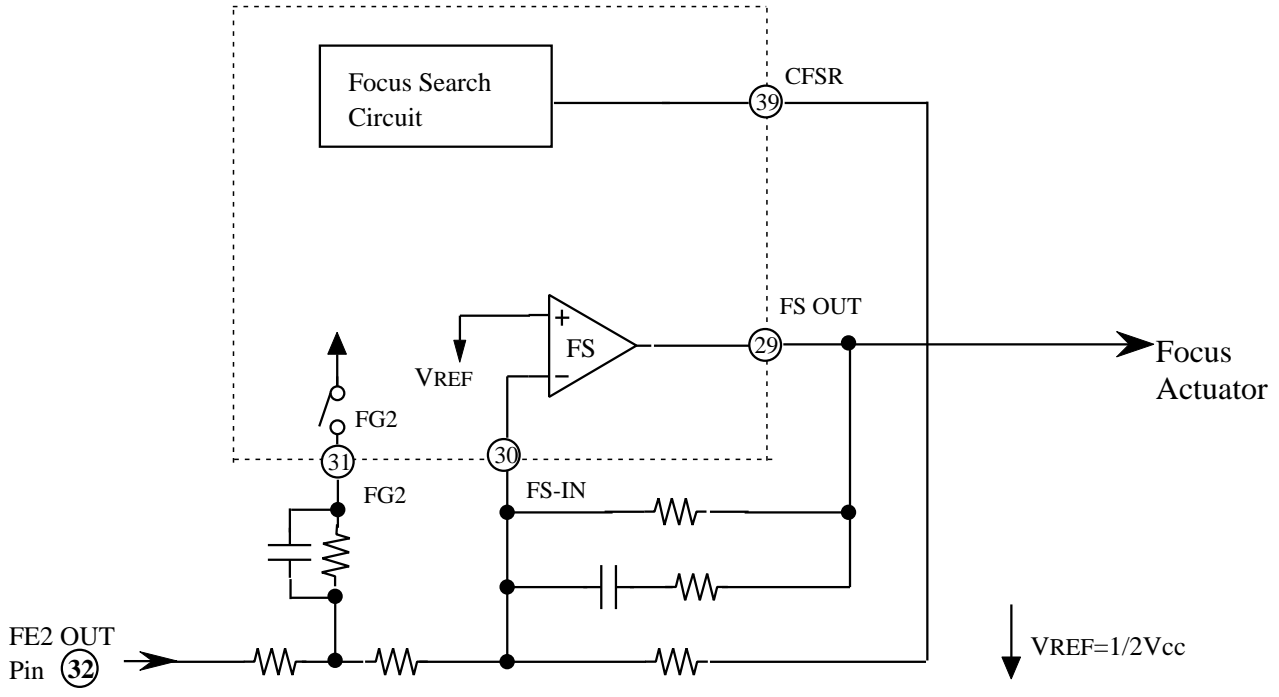 Focus Search
Circuit
CFSR
39
FS OUT
+
FS
−
29
VREF
Focus
Actuator
FG2
31
30
FG2
FS-IN
FE2 OUT
Pin 32
VREF=1/2Vcc